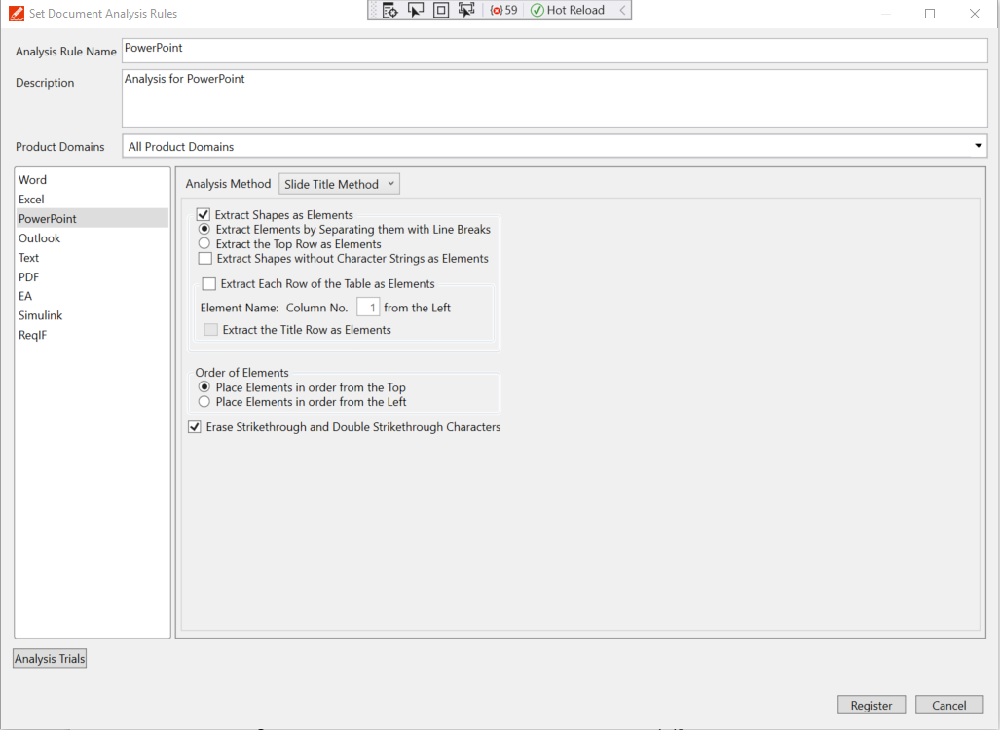 Set Document Analysis Rules
59 Hot Reload
Analysis Rule Name PowerPoint
Description Analysis for PowerPoint
Product Domains All Product Domains
Word
Excel
PowerPoint
Outlook
Text
PDF
EA
Simulink
ReqIF
Analysis Method Slide Title Method
Extract Shapes as Elements
Extract Elements by Separating them with Line Breaks
Extract the Top Row as Elements
Extract Shapes without Character Strings as Elements
Extract Each Row of the Table as Elements
Element Name: Column No. 1 from the Left
Extract the Title Row as Elements
Order of Elements
Place Elements in order from the Top
Place Elements in order from the Left
Erase Strikethrough and Double Strikethrough Characters
Analysis Trials
Register Cancel